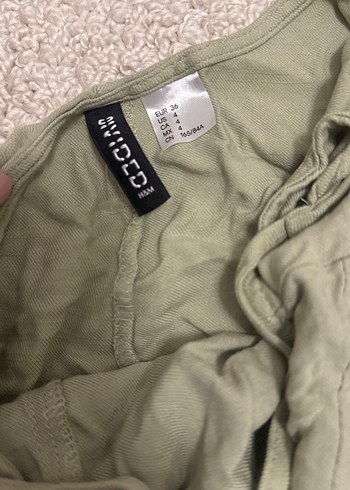 DIVIDED
H&M
EUR 36
US 4
CA 4
MX 4
CN 165/84A